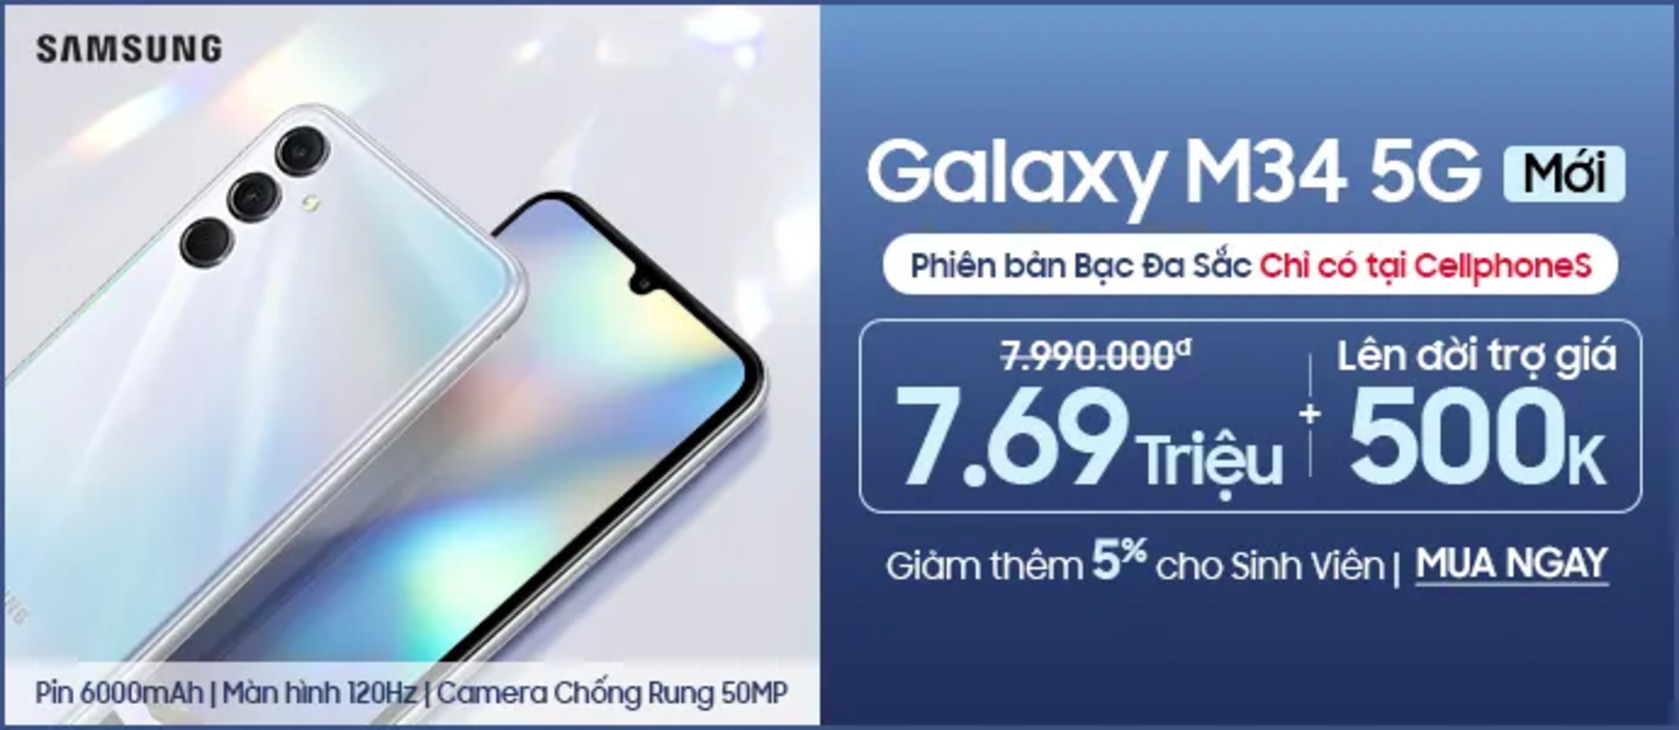 SAMSUNG
Galaxy M34 5G Mới
Phiên bản Bạc Đa Sắc Chỉ có tại CellphoneS
7.990.000đ
7.69 Triệu
+
Lên đời trợ giá
500K
Giảm thêm 5% cho Sinh Viên | MUA NGAY
Pin 6000mAh | Màn hình 120Hz | Camera Chống Rung 50MP